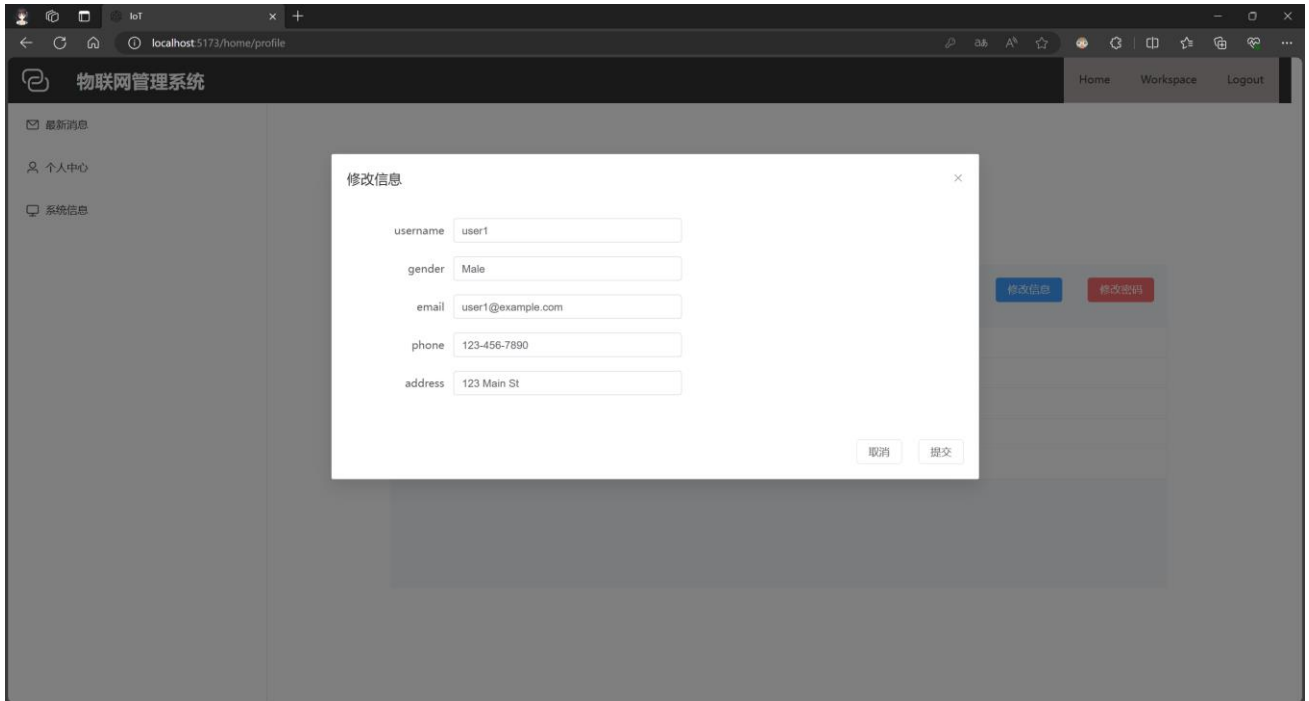 IoT
localhost:5173/home/profile
物联网管理系统
Home Workspace Logout
最新消息
个人中心
系统信息
修改信息
username user1
gender Male
email user1@example.com
phone 123-456-7890
address 123 Main St
取消 提交
修改信息 修改密码